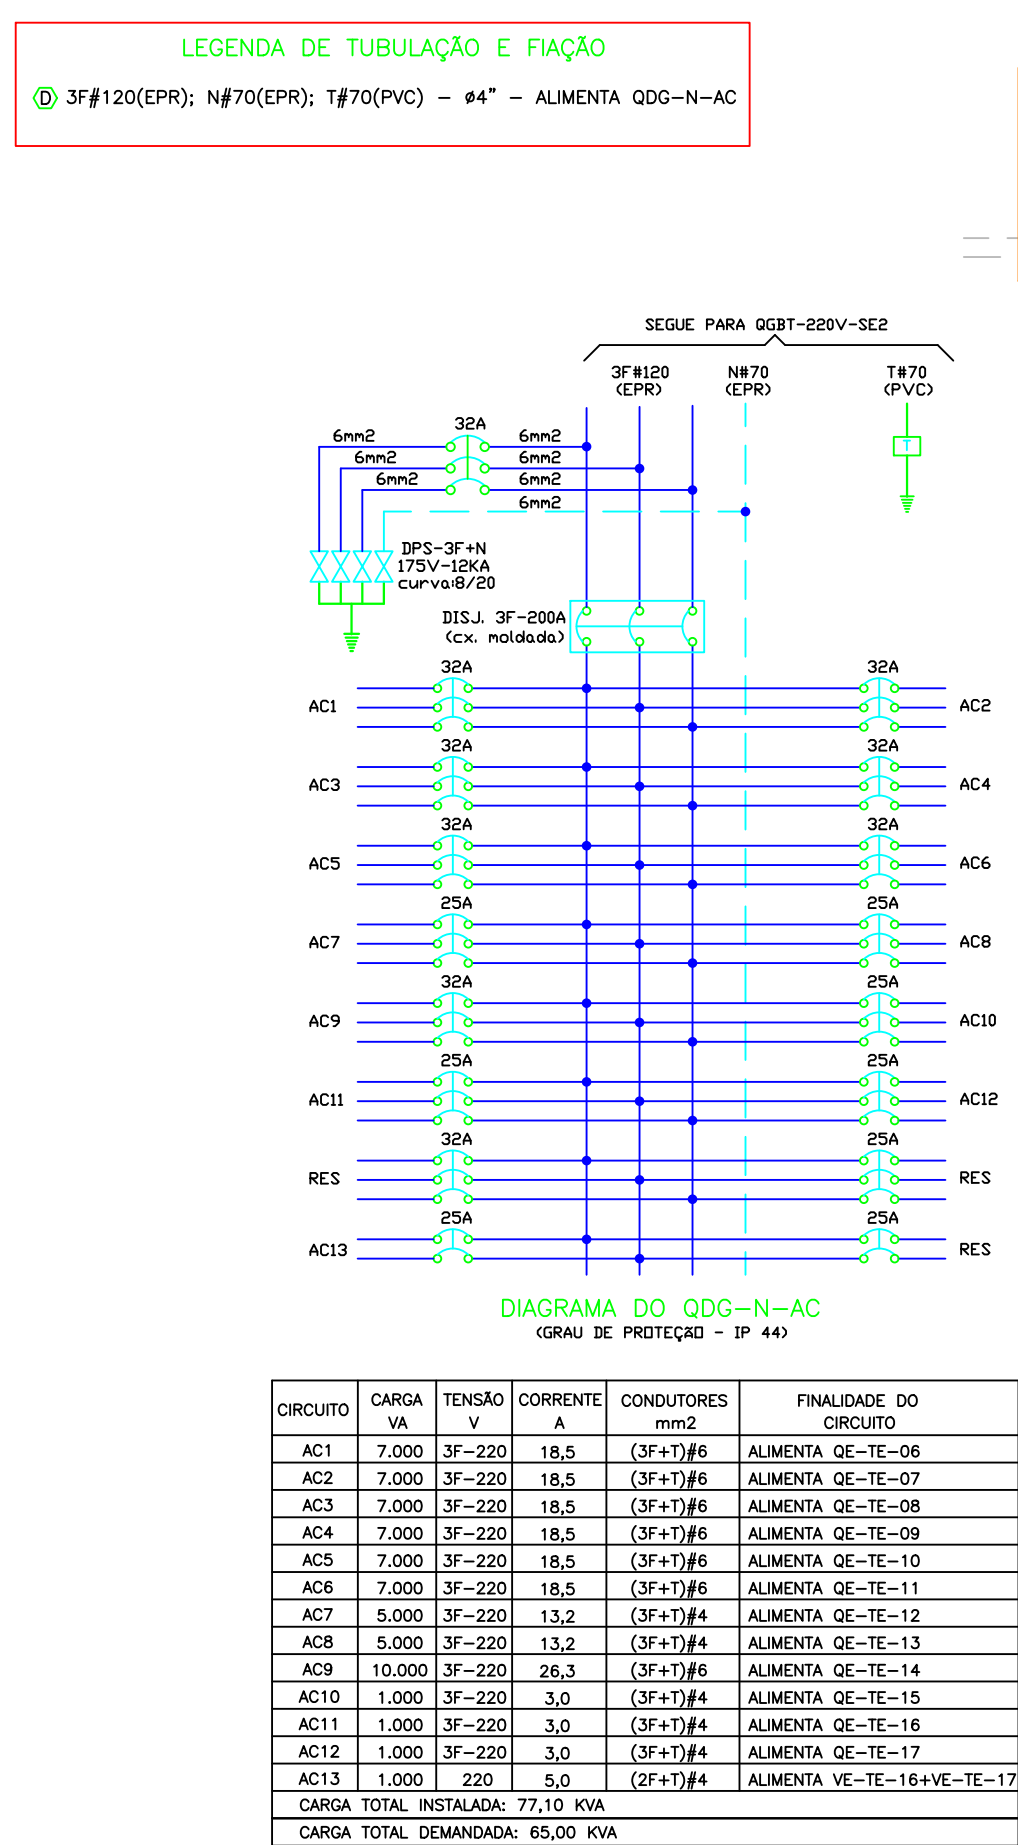 LEGENDA DE TUBULAÇÃO E FIAÇÃO
D 3F#120(EPR); N#70(EPR); T#70(PVC) - ø4" - ALIMENTA QDG-N-AC
SEGUE PARA QGBT-220V-SE2
3F#120 N#70 T#70
(EPR) (EPR) (PVC)
32A
6mm2 6mm2
6mm2 6mm2
6mm2 6mm2
6mm2
T
DPS-3F+N
175V-12KA
curva:8/20
DISJ. 3F-200A
(cx. moldada)
32A 32A
AC1 AC2
32A 32A
AC3 AC4
32A 32A
AC5 AC6
25A 25A
AC7 AC8
32A 25A
AC9 AC10
25A 25A
AC11 AC12
32A 25A
RES RES
25A 25A
AC13 RES
DIAGRAMA DO QDG-N-AC
(GRAU DE PROTEÇÃO - IP 44)
CIRCUITO CARGA VA TENSÃO V CORRENTE A CONDUTORES mm2 FINALIDADE DO CIRCUITO
AC1 7.000 3F-220 18,5 (3F+T)#6 ALIMENTA QE-TE-06
AC2 7.000 3F-220 18,5 (3F+T)#6 ALIMENTA QE-TE-07
AC3 7.000 3F-220 18,5 (3F+T)#6 ALIMENTA QE-TE-08
AC4 7.000 3F-220 18,5 (3F+T)#6 ALIMENTA QE-TE-09
AC5 7.000 3F-220 18,5 (3F+T)#6 ALIMENTA QE-TE-10
AC6 7.000 3F-220 18,5 (3F+T)#6 ALIMENTA QE-TE-11
AC7 5.000 3F-220 13,2 (3F+T)#4 ALIMENTA QE-TE-12
AC8 5.000 3F-220 13,2 (3F+T)#4 ALIMENTA QE-TE-13
AC9 10.000 3F-220 26,3 (3F+T)#6 ALIMENTA QE-TE-14
AC10 1.000 3F-220 3,0 (3F+T)#4 ALIMENTA QE-TE-15
AC11 1.000 3F-220 3,0 (3F+T)#4 ALIMENTA QE-TE-16
AC12 1.000 3F-220 3,0 (3F+T)#4 ALIMENTA QE-TE-17
AC13 1.000 220 5,0 (2F+T)#4 ALIMENTA VE-TE-16+VE-TE-17
CARGA TOTAL INSTALADA: 77,10 KVA
CARGA TOTAL DEMANDADA: 65,00 KVA